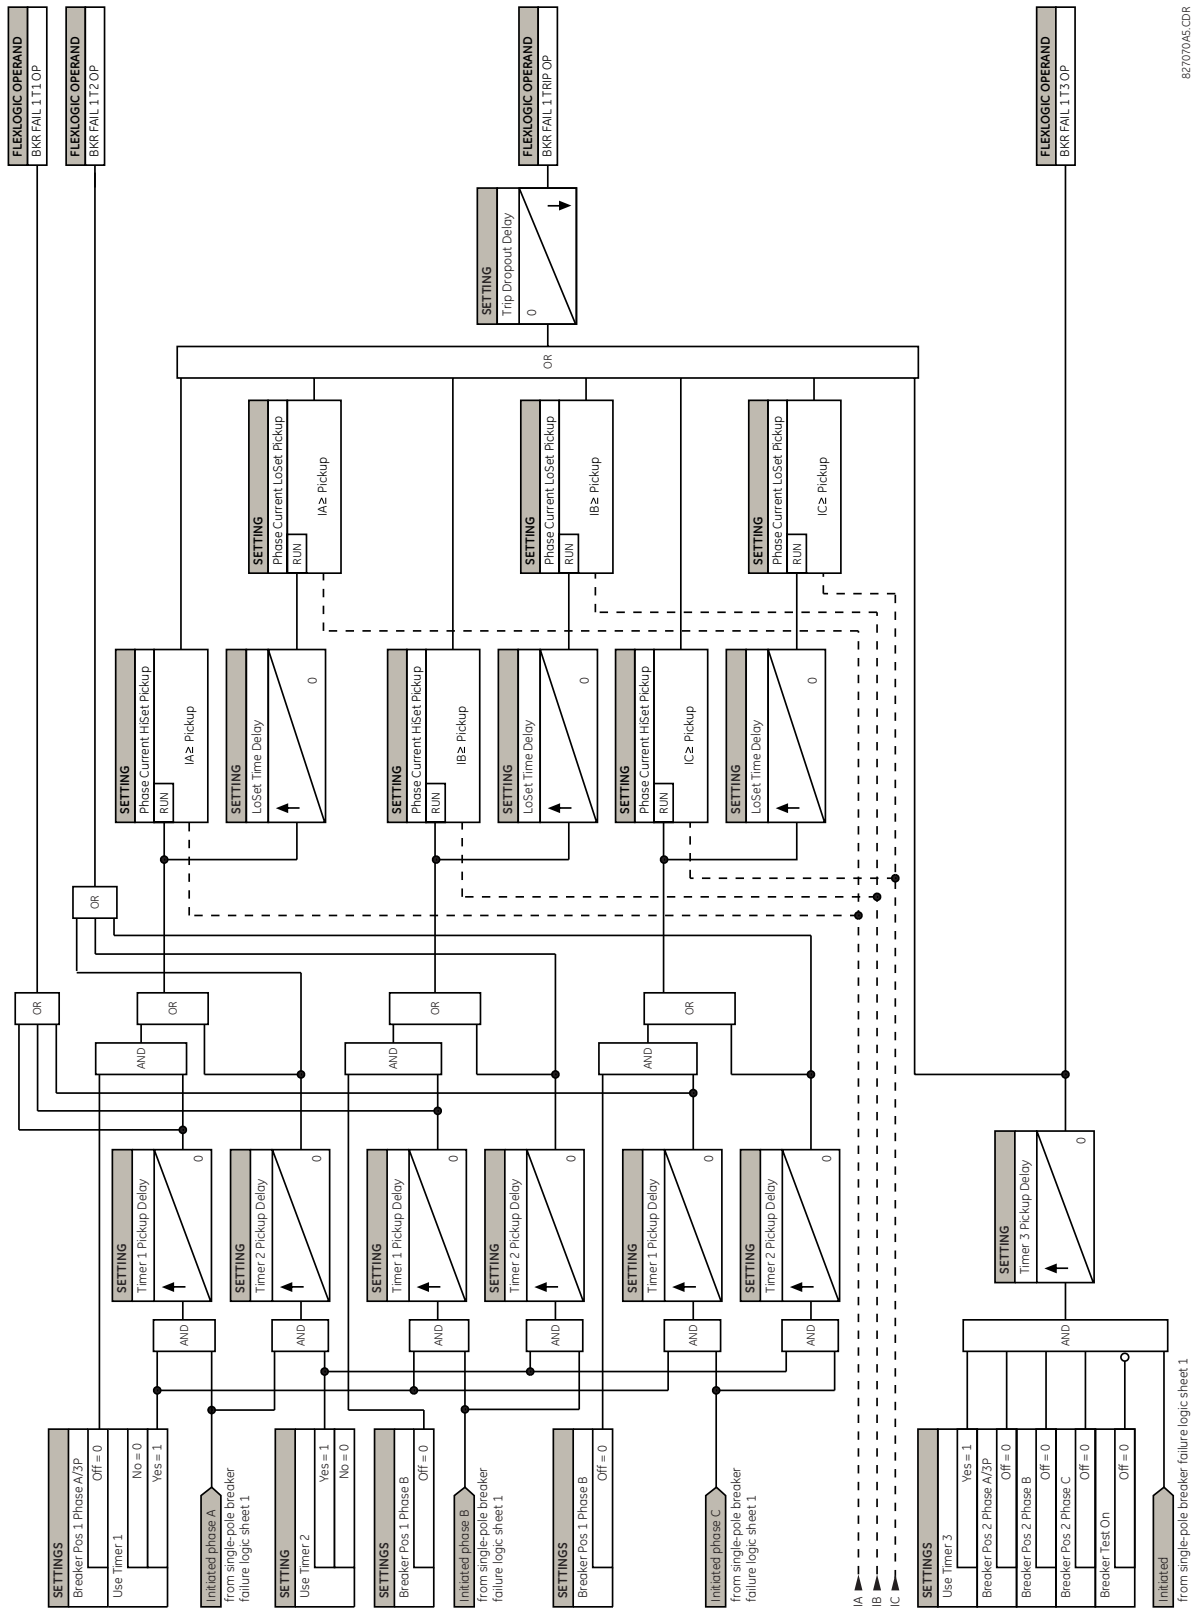 SETTINGS
Breaker Pos 1 Phase A/3P
Off = 0
Use Timer 1
No = 0
Yes = 1
Initiated phase A
from single-pole breaker
failure logic sheet 1
SETTING
Use Timer 2
Yes = 1
No = 0
SETTINGS
Breaker Pos 1 Phase B
Off = 0
Initiated phase B
from single-pole breaker
failure logic sheet 1
SETTINGS
Breaker Pos 1 Phase B
Off = 0
Initiated phase C
from single-pole breaker
failure logic sheet 1
IA
IB
IC
SETTINGS
Use Timer 3
Yes = 1
Breaker Pos 2 Phase A/3P
Off = 0
Breaker Pos 2 Phase B
Off = 0
Breaker Pos 2 Phase C
Off = 0
Breaker Test On
Off = 0
Initiated
from single-pole breaker failure logic sheet 1
AND
AND
AND
AND
AND
AND
AND
SETTING
Timer 1 Pickup Delay
0
SETTING
Timer 2 Pickup Delay
0
SETTING
Timer 1 Pickup Delay
0
SETTING
Timer 2 Pickup Delay
0
SETTING
Timer 1 Pickup Delay
0
SETTING
Timer 2 Pickup Delay
0
SETTING
Timer 3 Pickup Delay
0
AND
AND
AND
OR
OR
OR
OR
OR
SETTING
Phase Current HiSet Pickup
RUN
IA≥ Pickup
SETTING
LoSet Time Delay
0
SETTING
Phase Current HiSet Pickup
RUN
IB≥ Pickup
SETTING
LoSet Time Delay
0
SETTING
Phase Current HiSet Pickup
RUN
IC≥ Pickup
SETTING
LoSet Time Delay
0
SETTING
Phase Current LoSet Pickup
RUN
IA≥ Pickup
SETTING
Phase Current LoSet Pickup
RUN
IB≥ Pickup
SETTING
Phase Current LoSet Pickup
RUN
IC≥ Pickup
OR
SETTING
Trip Dropout Delay
0
FLEXLOGIC OPERAND
BKR FAIL 1 T1 OP
FLEXLOGIC OPERAND
BKR FAIL 1 T2 OP
FLEXLOGIC OPERAND
BKR FAIL 1 TRIP OP
FLEXLOGIC OPERAND
BKR FAIL 1 T3 OP
827070A5.CDR